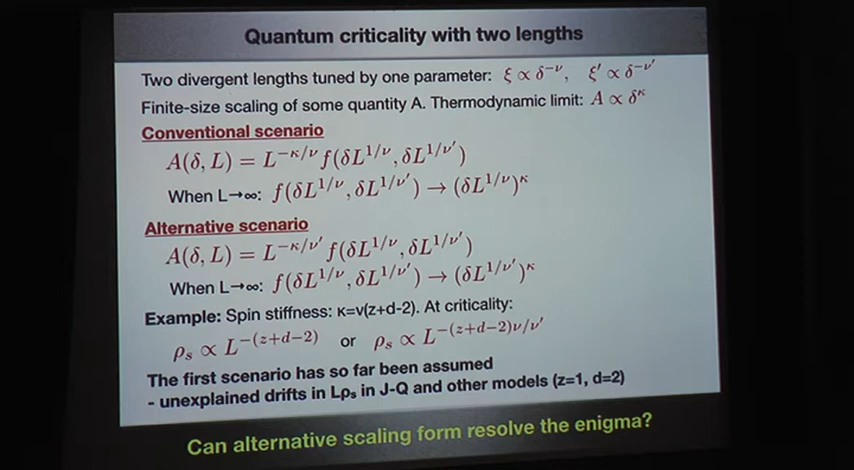 Quantum criticality with two lengths
Two divergent lengths tuned by one parameter: ξ ∝ δ^{−ν}, ξ′ ∝ δ^{−ν′}
Finite-size scaling of some quantity A. Thermodynamic limit: A ∝ δ^κ
Conventional scenario
A(δ, L) = L^{−κ/ν} f(δL^{1/ν}, δL^{1/ν′})
When L→∞: f(δL^{1/ν}, δL^{1/ν′}) → (δL^{1/ν})^κ
Alternative scenario
A(δ, L) = L^{−κ/ν′} f(δL^{1/ν}, δL^{1/ν′})
When L→∞: f(δL^{1/ν}, δL^{1/ν′}) → (δL^{1/ν′})^κ
Example: Spin stiffness: κ=ν(z+d-2). At criticality:
ρ_s ∝ L^{−(z+d−2)} or ρ_s ∝ L^{−(z+d−2)ν/ν′}
The first scenario has so far been assumed
- unexplained drifts in Lρ_s in J-Q and other models (z=1, d=2)
Can alternative scaling form resolve the enigma?